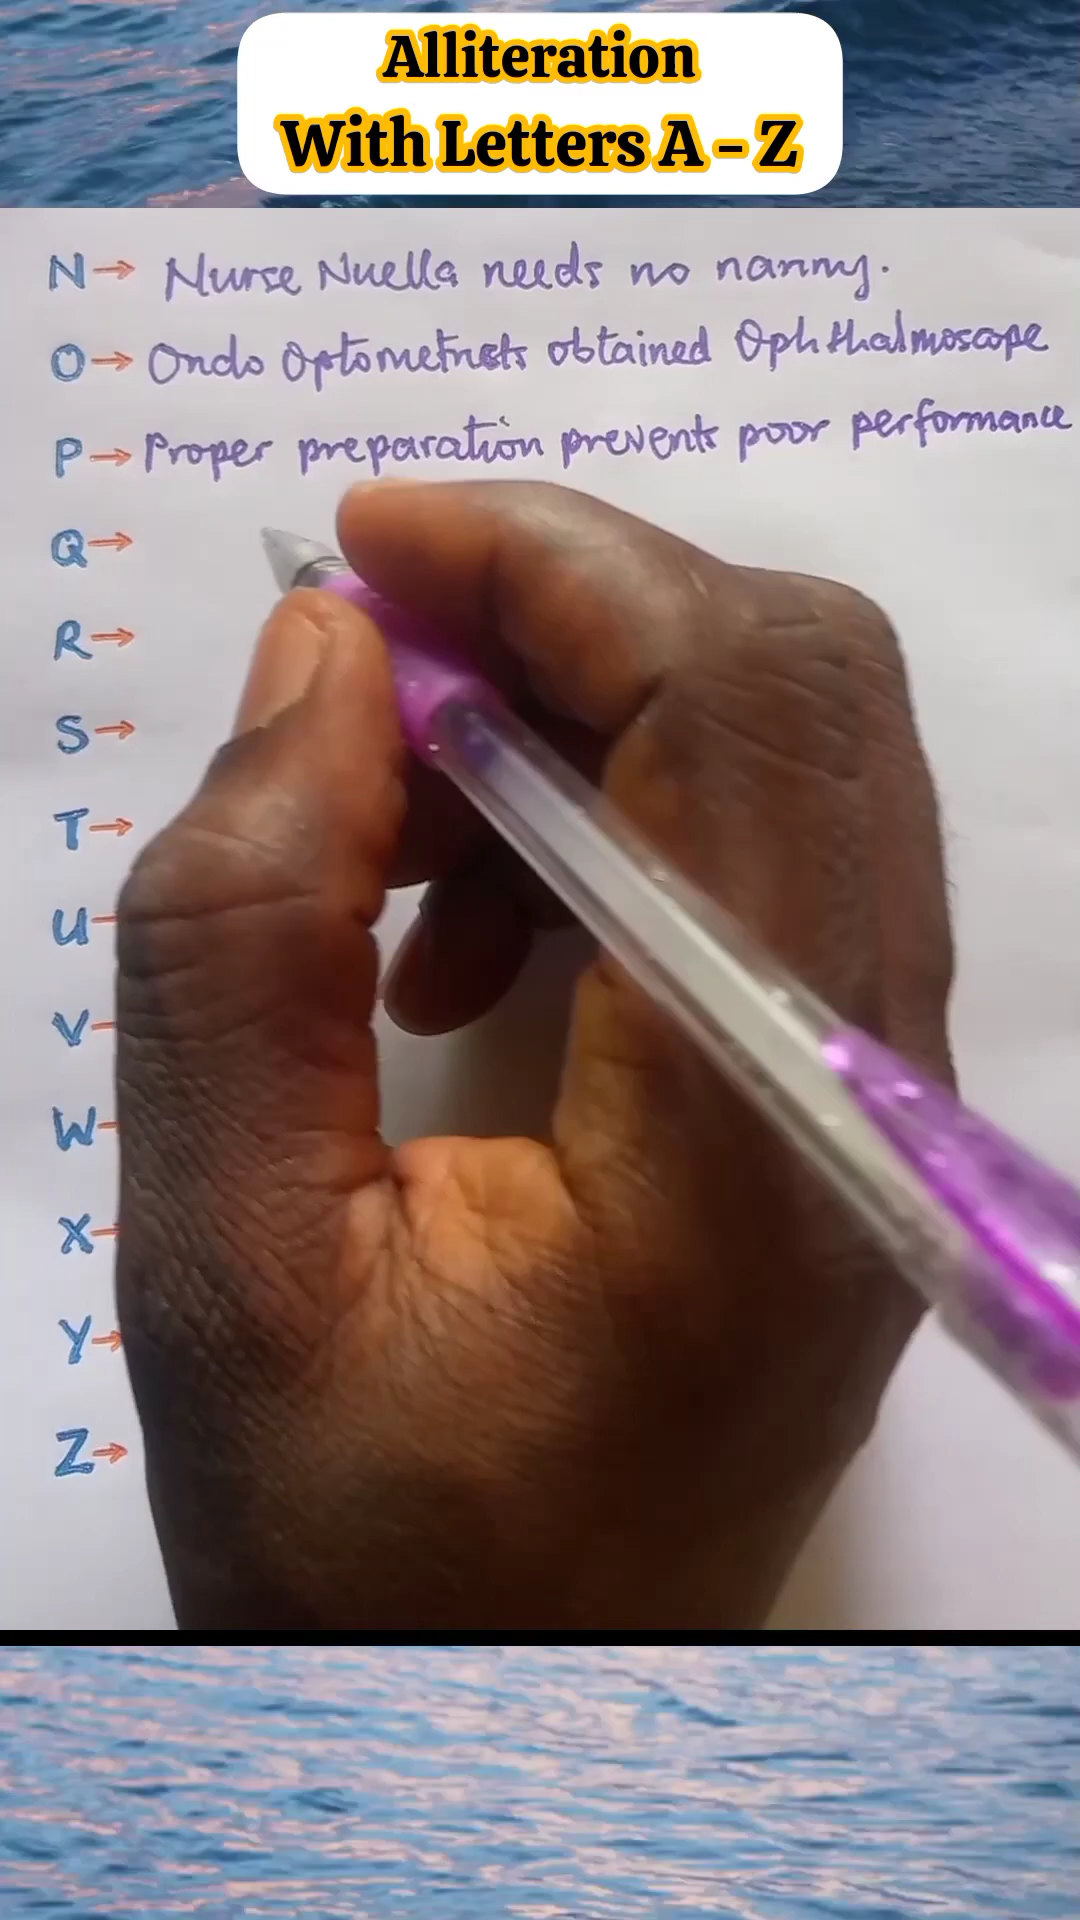 Alliteration
With Letters A - Z
N→ Nurse Nuella needs no nanny.
O→ Ondo Optometrists obtained Ophthalmoscope
P→ Proper preparation prevents poor performance
Q→
R→
S→
T→
U→
V→
W→
X→
Y→
Z→